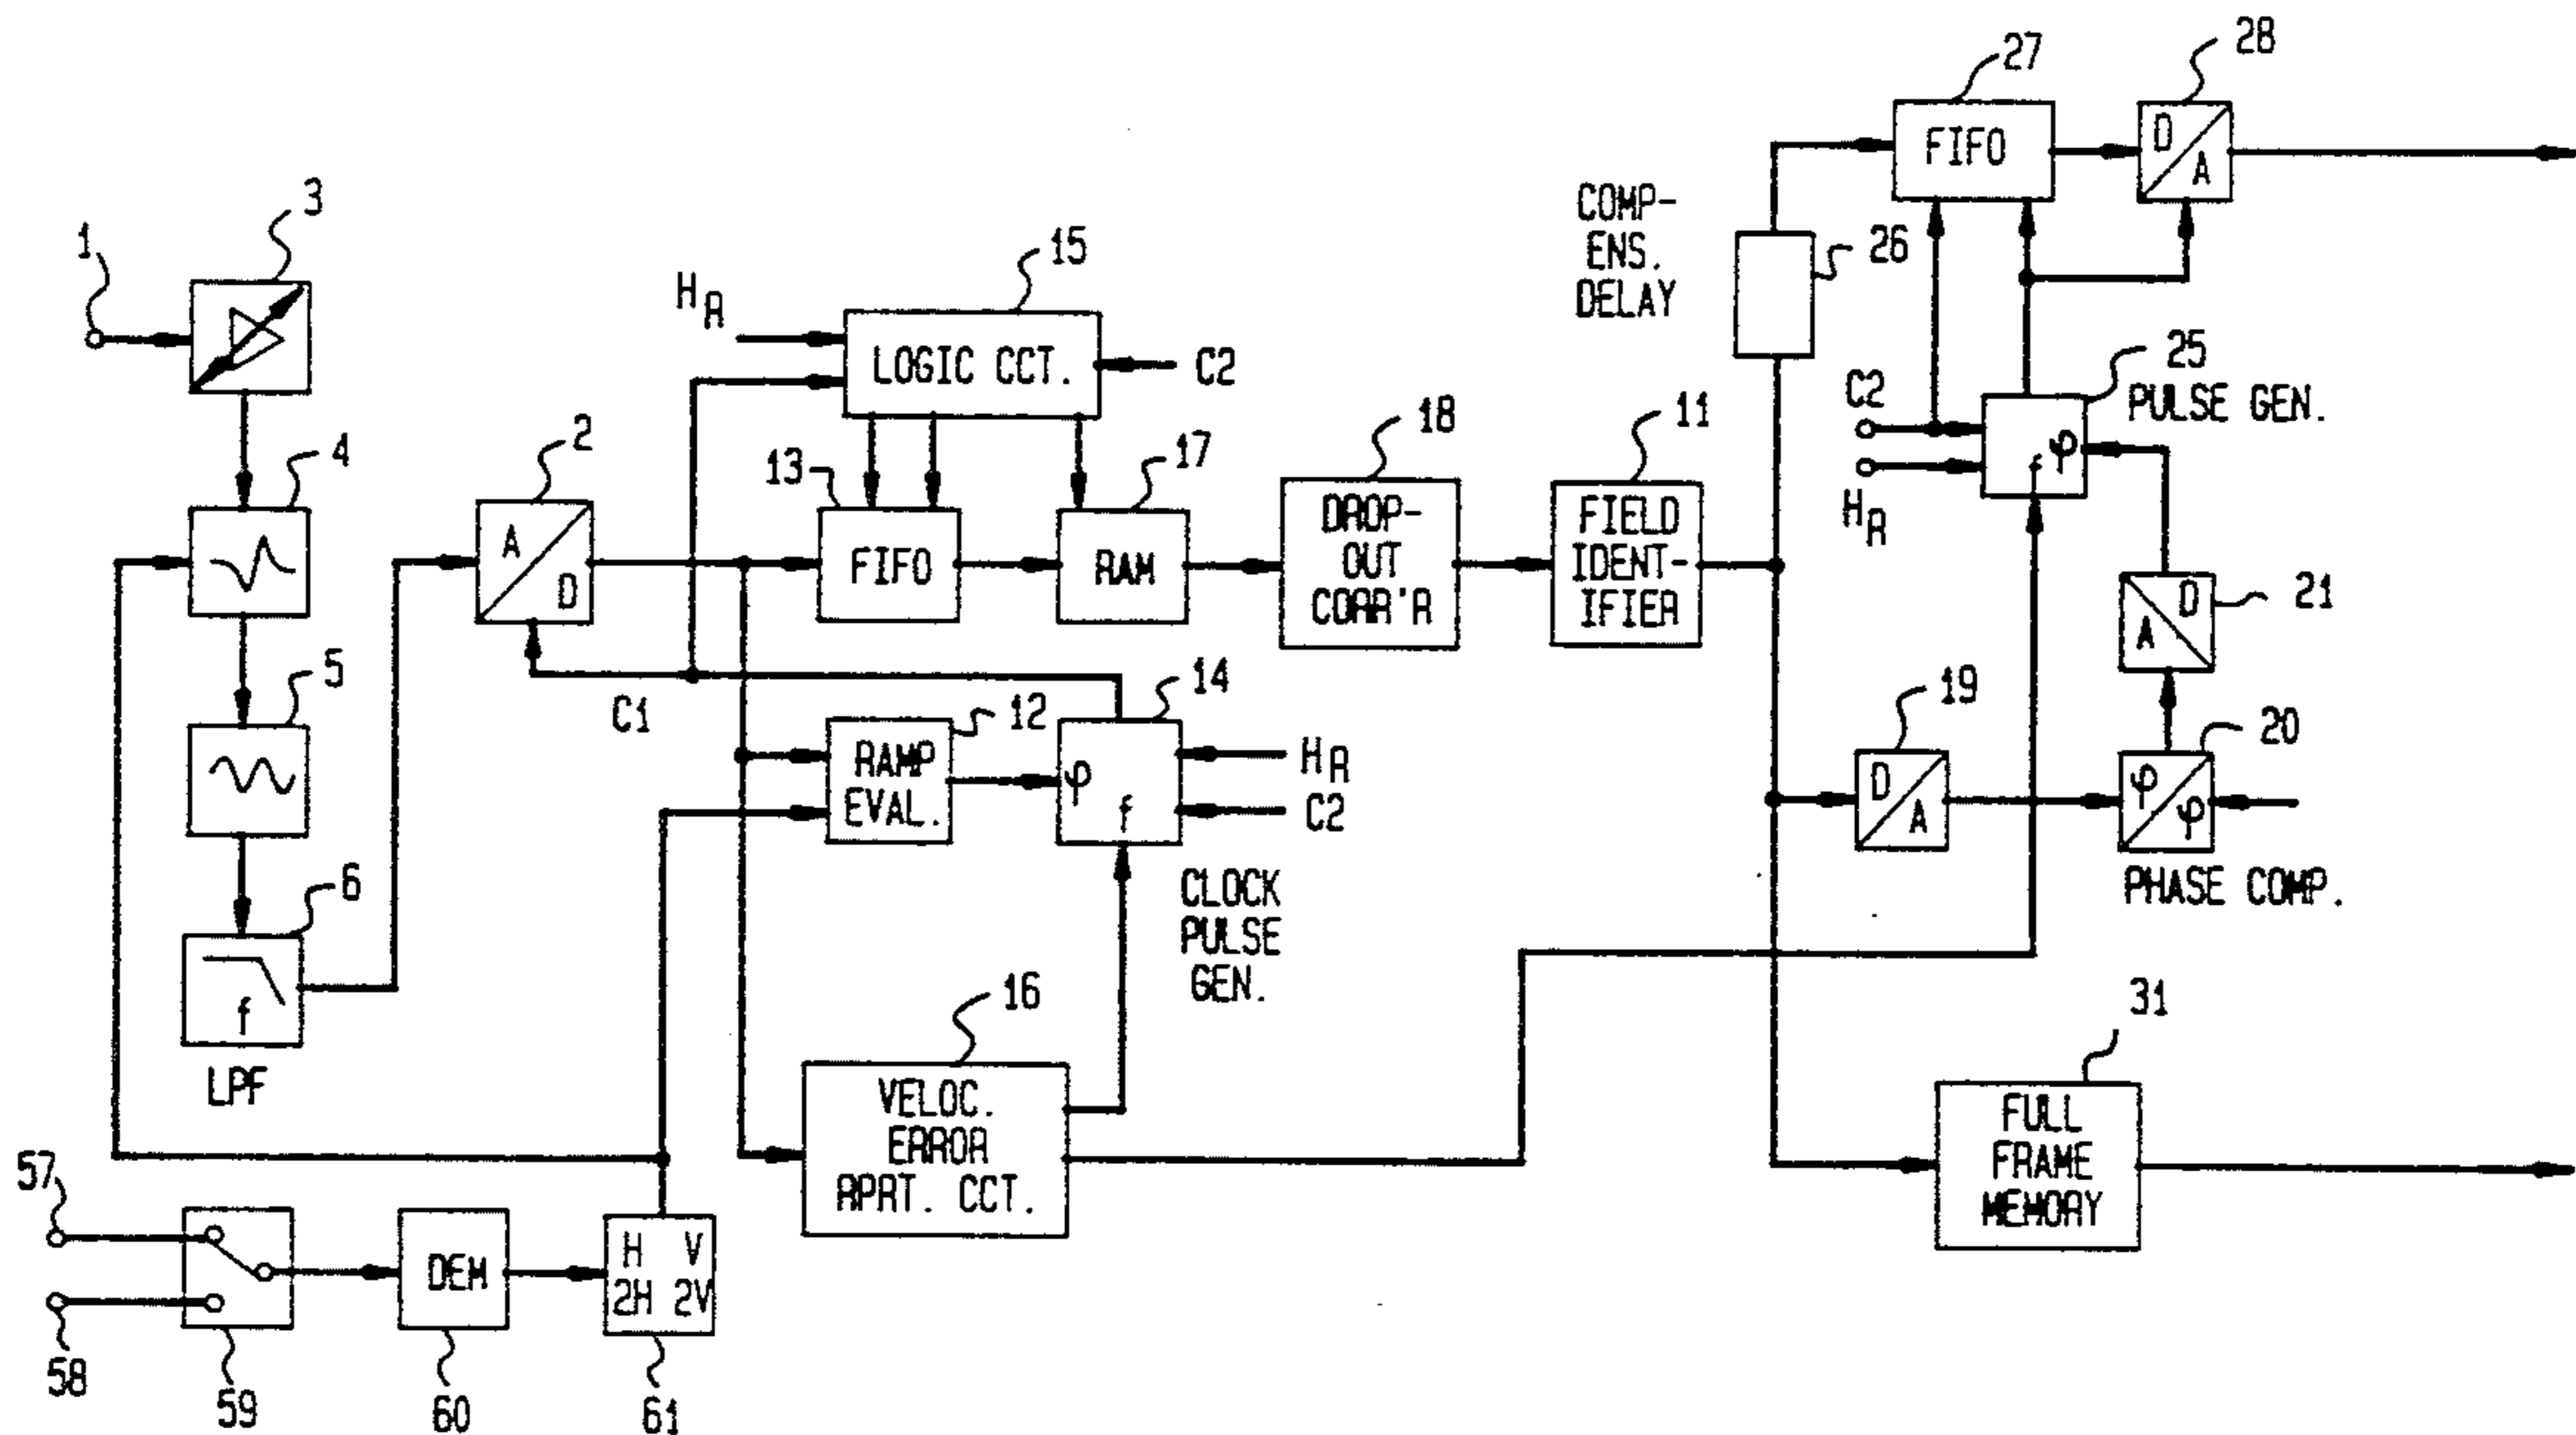 1
3
4
5
6
f
LPF
57
58
59
DEM
60
H V
2H 2V
61
2
A
D
C1
HR
15
LOGIC CCT.
C2
13
FIFO
17
RAM
12
RAMP
EVAL.
14
φ
f
HR
C2
CLOCK
PULSE
GEN.
16
VELOC.
ERROR
APRT. CCT.
18
DROP-
OUT
CORR'R
11
FIELD
IDENT-
IFIER
COMP-
ENS.
DELAY
26
27
FIFO
28
D
A
C2
HR
25
PULSE GEN.
φ
f
D
A
21
19
D
A
20
φ
φ
PHASE COMP.
31
FULL
FRAME
MEMORY